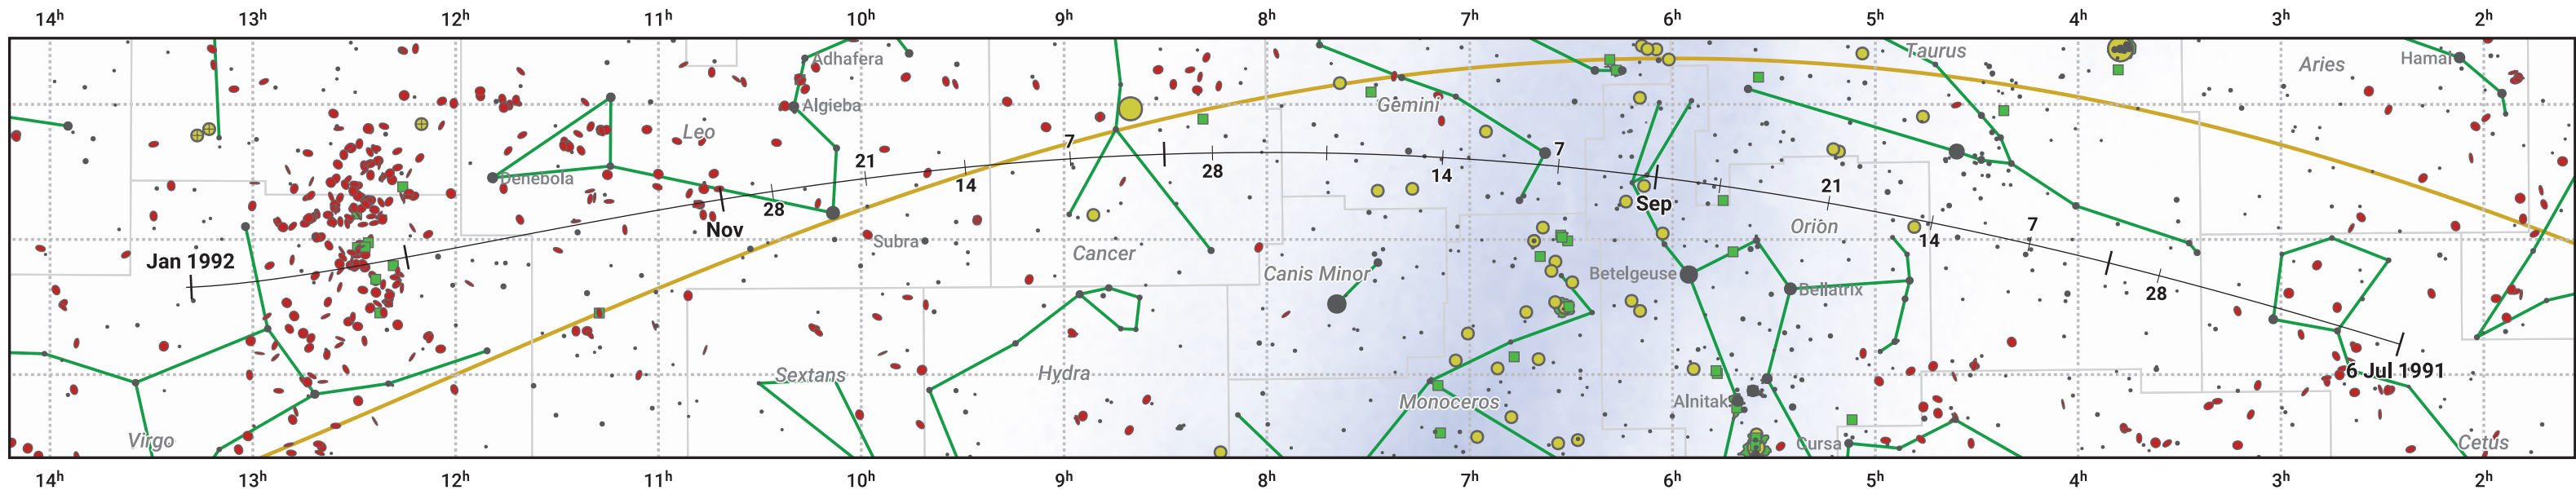 14h 13h 12h 11h 10h 9h 8h 7h 6h 5h 4h 3h 2h
Adhafera
Taurus
Hamal
Aries
Algieba
Gemini
Leo
7
7
21
28
14
14
Denebola
28
21
Sep
Nov
Subra
Orion
7
14
Cancer
Jan 1992
Canis Minor
Betelgeuse
Bellatrix
28
Hydra
Sextans
6 Jul 1991
Monoceros
Alnitak
Virgo
Cursa
Cetus
14h 13h 12h 11h 10h 9h 8h 7h 6h 5h 4h 3h 2h